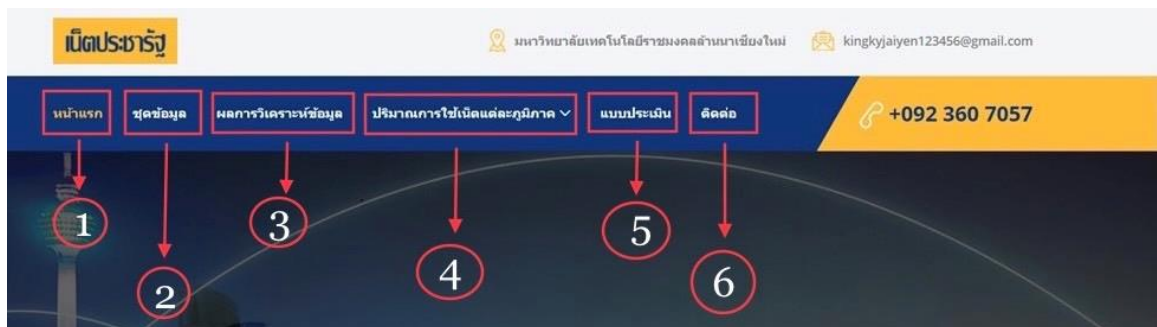 เน็ตประชารัฐ
มหาวิทยาลัยเทคโนโลยีราชมงคลล้านนาเชียงใหม่
kingkyjaiyen123456@gmail.com
หน้าแรก ชุดข้อมูล ผลการวิเคราะห์ข้อมูล ปริมาณการใช้เน็ตแต่ละภูมิภาค แบบประเมิน ติดต่อ
+092 360 7057
1 2 3 4 5 6